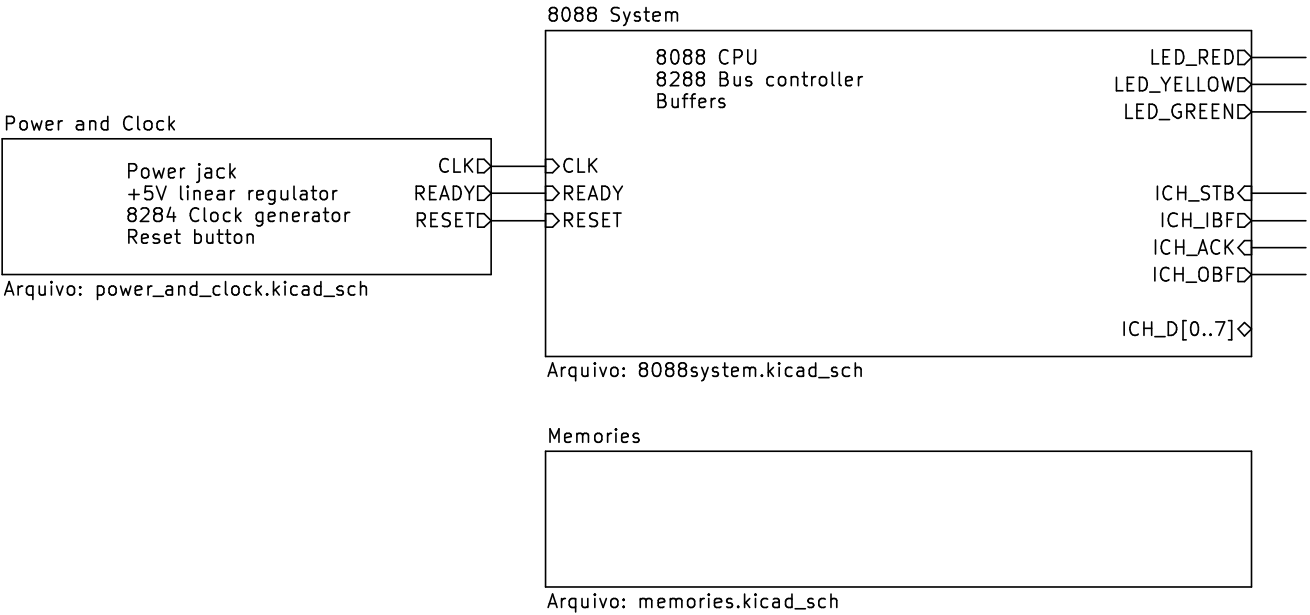 8088 System
8088 CPU
8288 Bus controller
Buffers
LED_RED
LED_YELLOW
LED_GREEN
Power and Clock
Power jack
+5V linear regulator
8284 Clock generator
Reset button
CLK
READY
RESET
CLK
READY
RESET
ICH_STB
ICH_IBF
ICH_ACK
ICH_OBF
ICH_D[0..7]
Arquivo: power_and_clock.kicad_sch
Arquivo: 8088system.kicad_sch
Memories
Arquivo: memories.kicad_sch